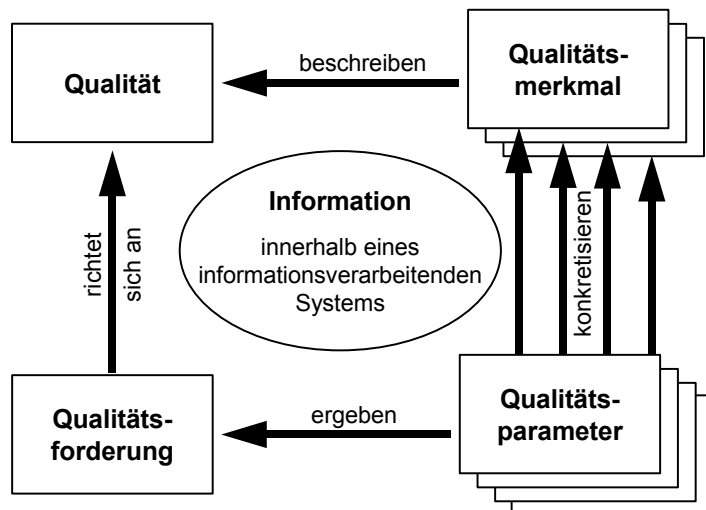 Qualität
beschreiben
Qualitäts-
merkmal
Information
innerhalb eines
informationsverarbeitenden
Systems
richtet
sich an
konkretisieren
Qualitäts-
forderung
ergeben
Qualitäts-
parameter